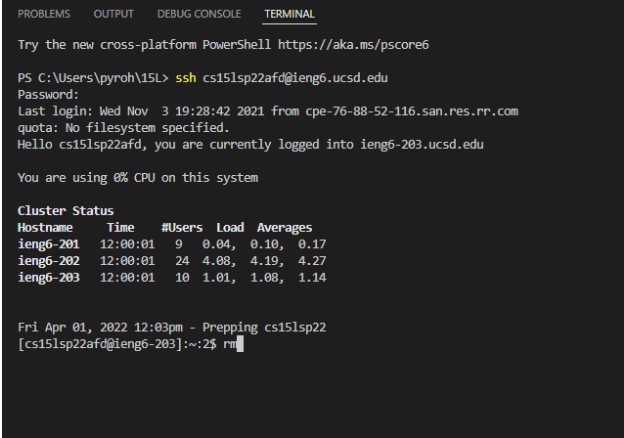 PROBLEMS OUTPUT DEBUG CONSOLE TERMINAL
Try the new cross-platform PowerShell https://aka.ms/pscore6
PS C:\Users\pyroh\15L> ssh cs15lsp22afd@ieng6.ucsd.edu
Password:
Last login: Wed Nov  3 19:28:42 2021 from cpe-76-88-52-116.san.res.rr.com
quota: No filesystem specified.
Hello cs15lsp22afd, you are currently logged into ieng6-203.ucsd.edu
You are using 0% CPU on this system
Cluster Status
Hostname     Time    #Users  Load  Averages
ieng6-201   12:00:01   9  0.04,  0.10,  0.17
ieng6-202   12:00:01   24  4.08,  4.19,  4.27
ieng6-203   12:00:01   10  1.01,  1.08,  1.14
Fri Apr 01, 2022 12:03pm - Prepping cs15lsp22
[cs15lsp22afd@ieng6-203]:~:2$ rm